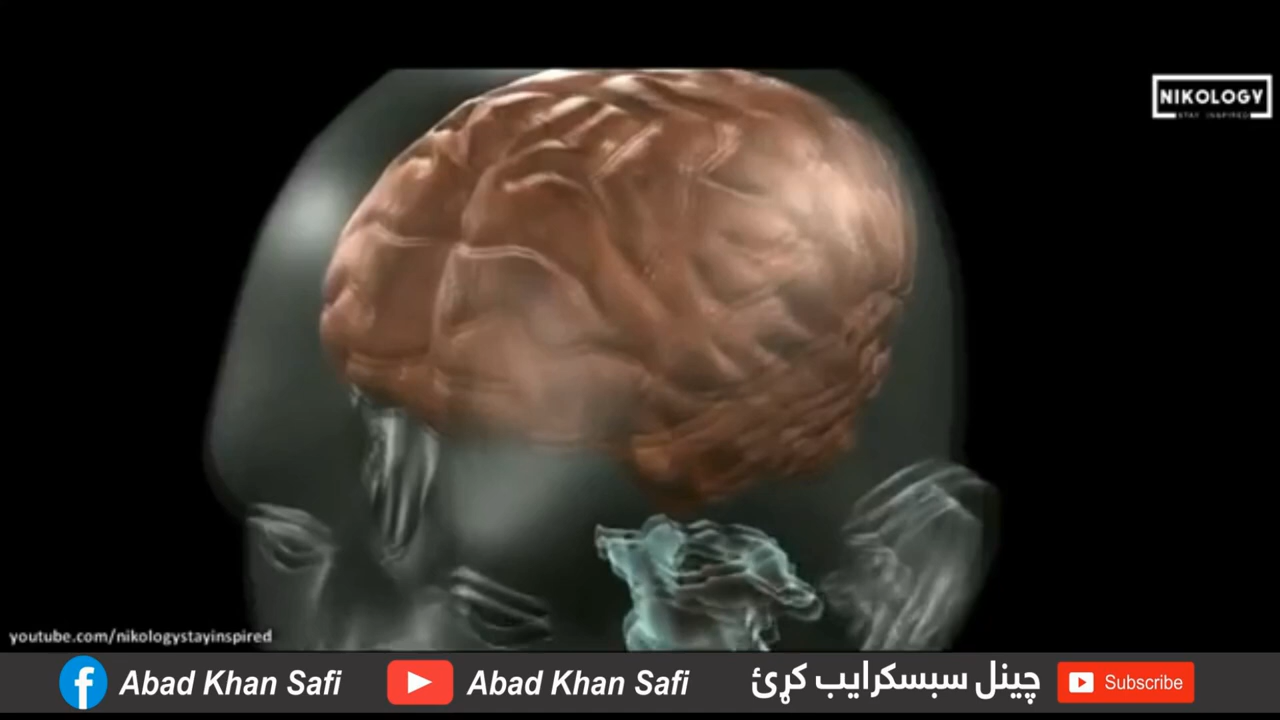 NIKOLOGY
STAY INSPIRED
youtube.com/nikologystayinspired
Abad Khan Safi Abad Khan Safi چینل سبسکرایب کړئ Subscribe